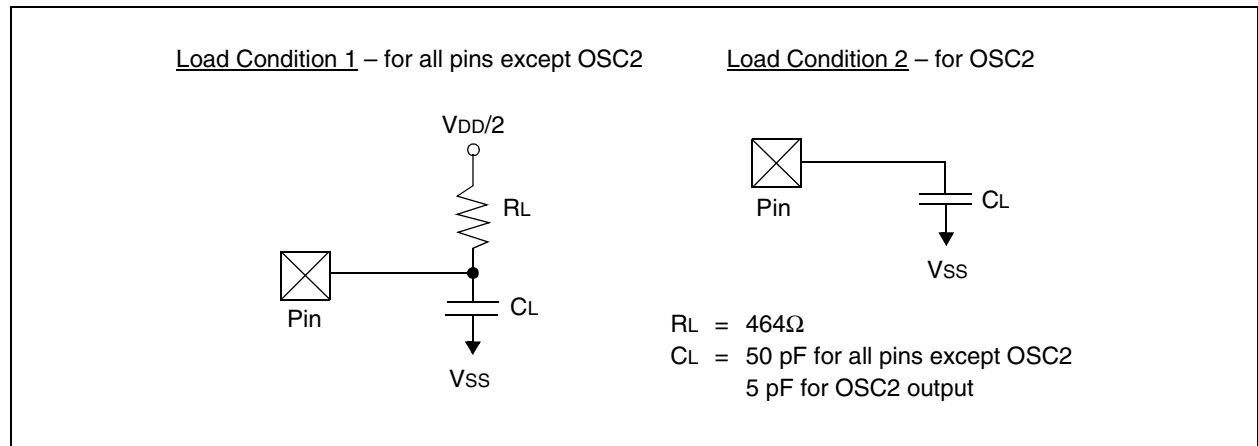 Load Condition 1 – for all pins except OSC2
VDD/2
RL
Pin
CL
VSS
Load Condition 2 – for OSC2
Pin
CL
VSS
RL = 464Ω
CL = 50 pF for all pins except OSC2
5 pF for OSC2 output